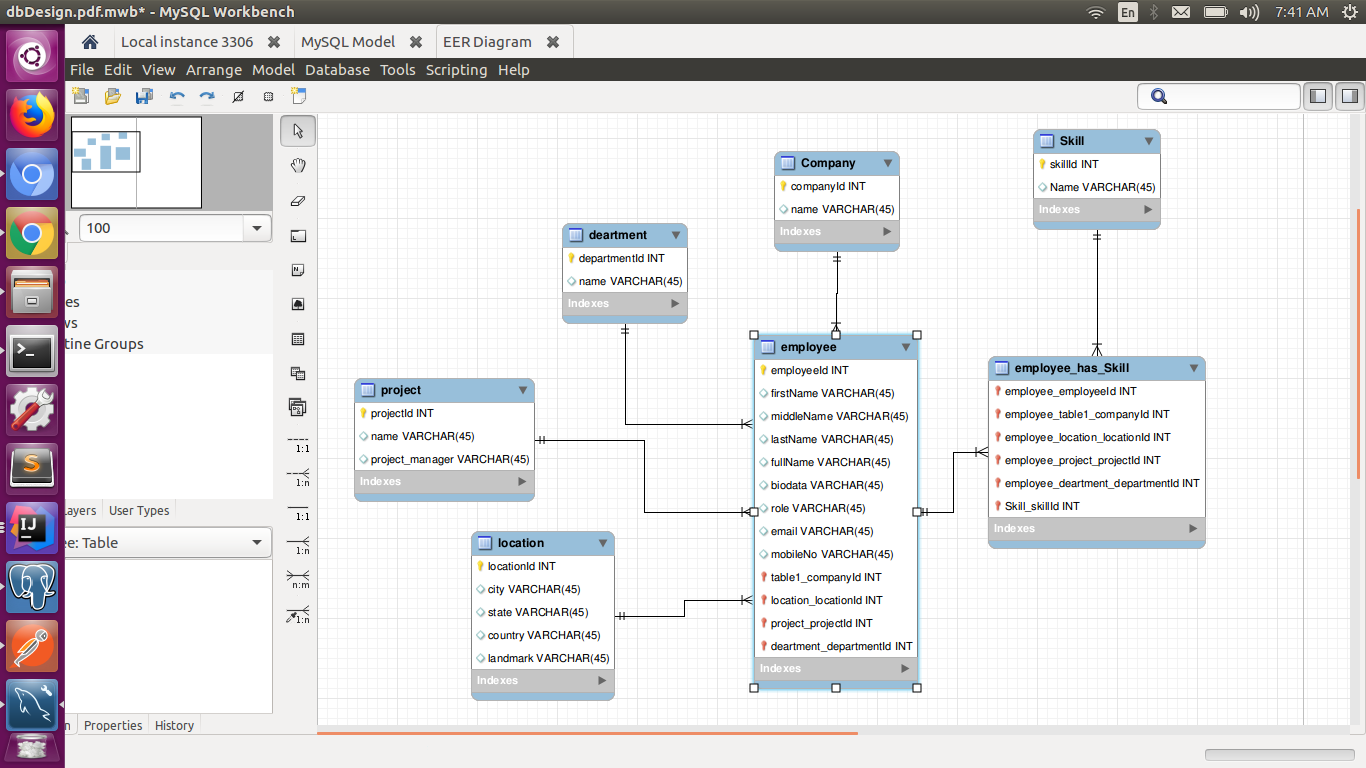 dbDesign.pdf.mwb* - MySQL Workbench
En
7:41 AM
Local instance 3306
MySQL Model
EER Diagram
File Edit View Arrange Model Database Tools Scripting Help
100
es
ws
tine Groups
ayers
User Types
ee: Table
n
Properties
History
1:1
1:n
1:1
1:n
n:m
1:n
deartment
departmentId INT
name VARCHAR(45)
Indexes
Company
companyId INT
name VARCHAR(45)
Indexes
Skill
skillId INT
Name VARCHAR(45)
Indexes
project
projectId INT
name VARCHAR(45)
project_manager VARCHAR(45)
Indexes
location
locationId INT
city VARCHAR(45)
state VARCHAR(45)
country VARCHAR(45)
landmark VARCHAR(45)
Indexes
employee
employeeId INT
firstName VARCHAR(45)
middleName VARCHAR(45)
lastName VARCHAR(45)
fullName VARCHAR(45)
biodata VARCHAR(45)
role VARCHAR(45)
email VARCHAR(45)
mobileNo VARCHAR(45)
table1_companyId INT
location_locationId INT
project_projectId INT
deartment_departmentId INT
Indexes
employee_has_Skill
employee_employeeId INT
employee_table1_companyId INT
employee_location_locationId INT
employee_project_projectId INT
employee_deartment_departmentId INT
Skill_skillId INT
Indexes